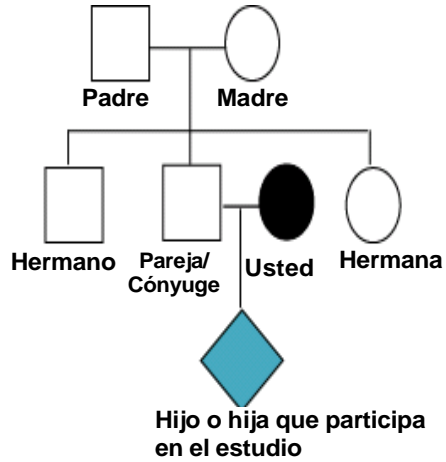 Padre
Madre
Hermano
Pareja/
Cónyuge
Usted
Hermana
Hijo o hija que participa
en el estudio